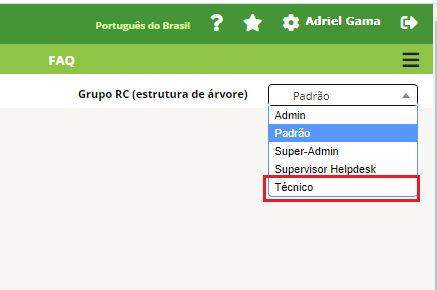 Português do Brasil ? Adriel Gama
FAQ
Grupo RC (estrutura de árvore) Padrão
Admin
Padrão
Super-Admin
Supervisor Helpdesk
Técnico